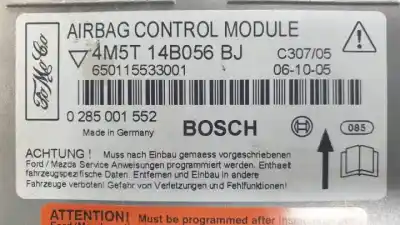 AIRBAG CONTROL MODULE
4M5T 14B056 BJ C307/05
650115533001 06-10-05
FoMoCo
0 285 001 552
Made in Germany BOSCH 085
ACHTUNG ! Muss nach Einbau gemaess vorgeschriebenen
Ford / Mazda Service Anweisungen programmiert werden. Enthaet
fahrzeugspezifische Daten. Entfernen und Einbau in andere
Fahrzeuge verboten! Gefahr von Verletzungen und Fehlfunktionen!
ATTENTION! Must be programmed after